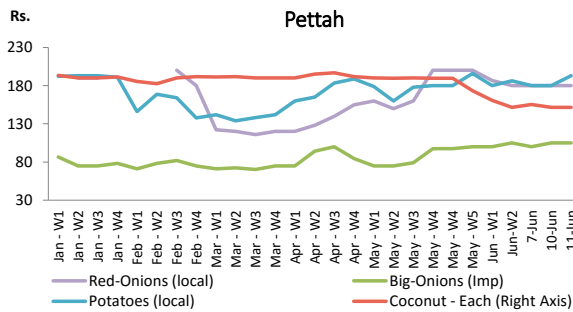 Pettah
Rs.
230
180
130
80
30
Jan - W1
Jan - W2
Jan - W3
Jan - W4
Feb - W1
Feb - W2
Feb - W3
Feb - W4
Mar - W1
Mar - W2
Mar - W3
Mar - W4
Apr - W1
Apr - W2
Apr - W3
Apr - W4
May - W1
May - W2
May - W3
May - W4
May - W4
May - W5
Jun - W1
Jun-W2
7-Jun
10-Jun
11-Jun
Red-Onions (local)
Big-Onions (Imp)
Potatoes (local)
Coconut - Each (Right Axis)